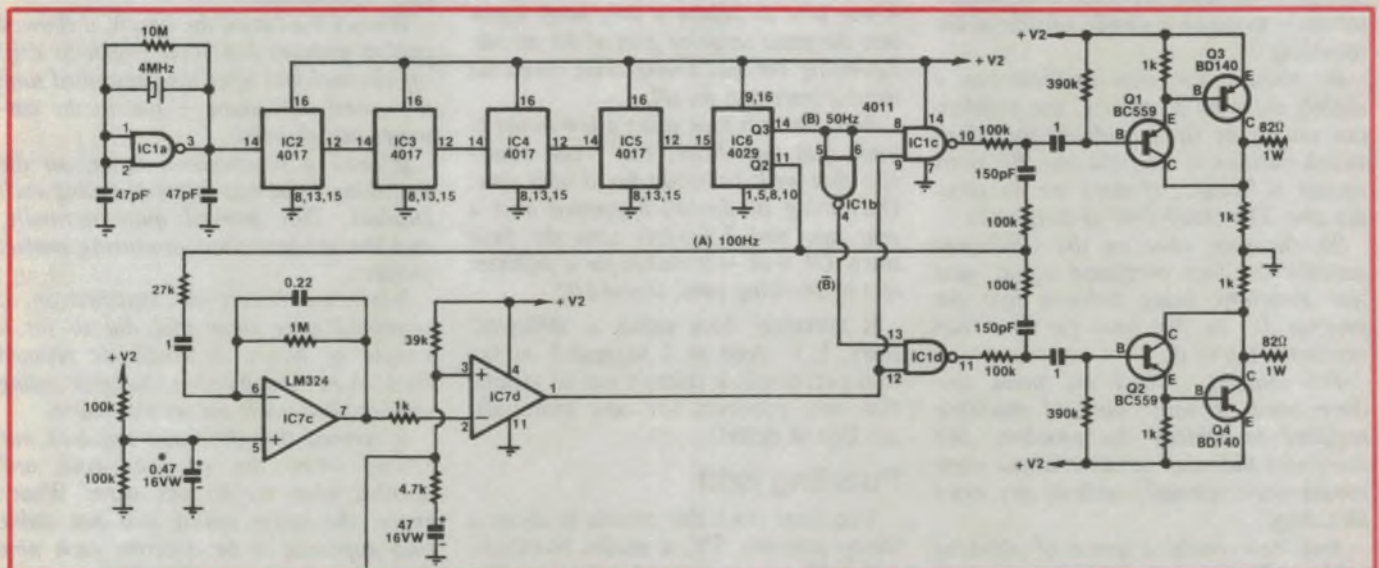 10M
4MHz
1
2
3
IC1a
47pF
47pF
+ V2
14
16
IC2
4017
12
8,13,15
14
16
IC3
4017
12
8,13,15
14
16
IC4
4017
12
8,13,15
14
16
IC5
4017
12
8,13,15
15
9,16
IC6
4029
Q3
14
Q2
11
1,5,8,10
(B) 50Hz
5
6
4
IC1b
(B̅)
(A) 100Hz
4011
8
9
14
10
IC1c
7
13
12
11
IC1d
100k
150pF
1
100k
100k
150pF
100k
1
+ V2
390k
1k
Q1
BC559
B
E
C
Q3
BD140
B
E
C
82Ω
1W
1k
1k
82Ω
1W
Q2
BC559
B
C
E
1k
390k
Q4
BD140
B
C
E
+ V2
27k
1
0.22
1M
LM324
6
5
7
IC7c
+ V2
100k
100k
*
0.47
16VW
+
−
1k
39k
+ V2
3
2
4
11
1
IC7d
4.7k
47
16VW
+
−